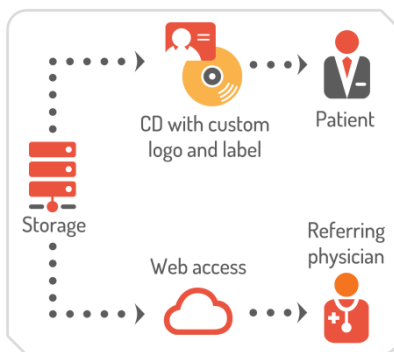 CD with custom
logo and label
Patient
Storage
Web access
Referring
physician